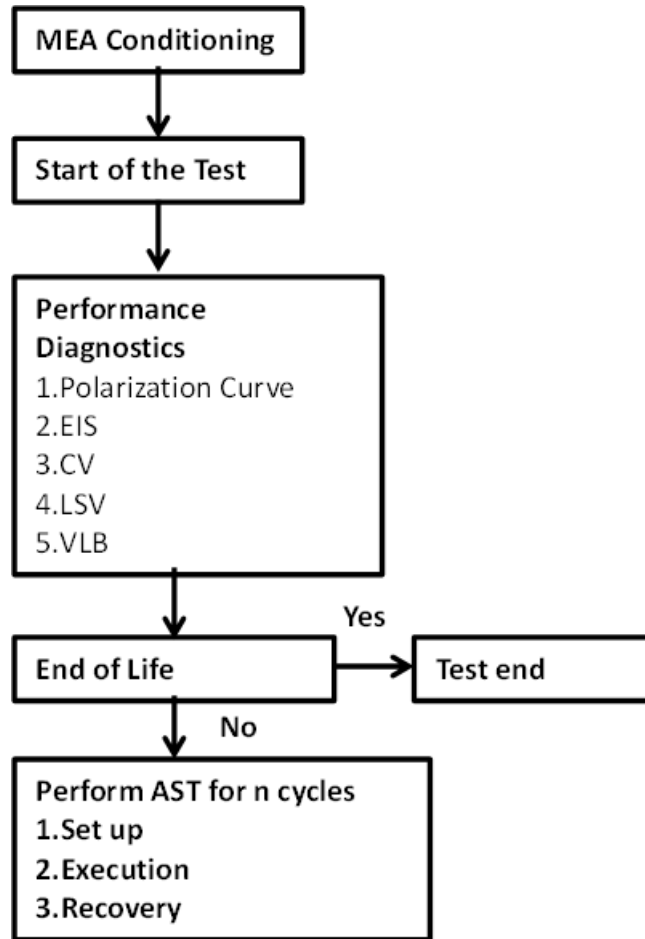 MEA Conditioning
Start of the Test
Performance
Diagnostics
1.Polarization Curve
2.EIS
3.CV
4.LSV
5.VLB
Yes
End of Life
Test end
No
Perform AST for n cycles
1.Set up
2.Execution
3.Recovery